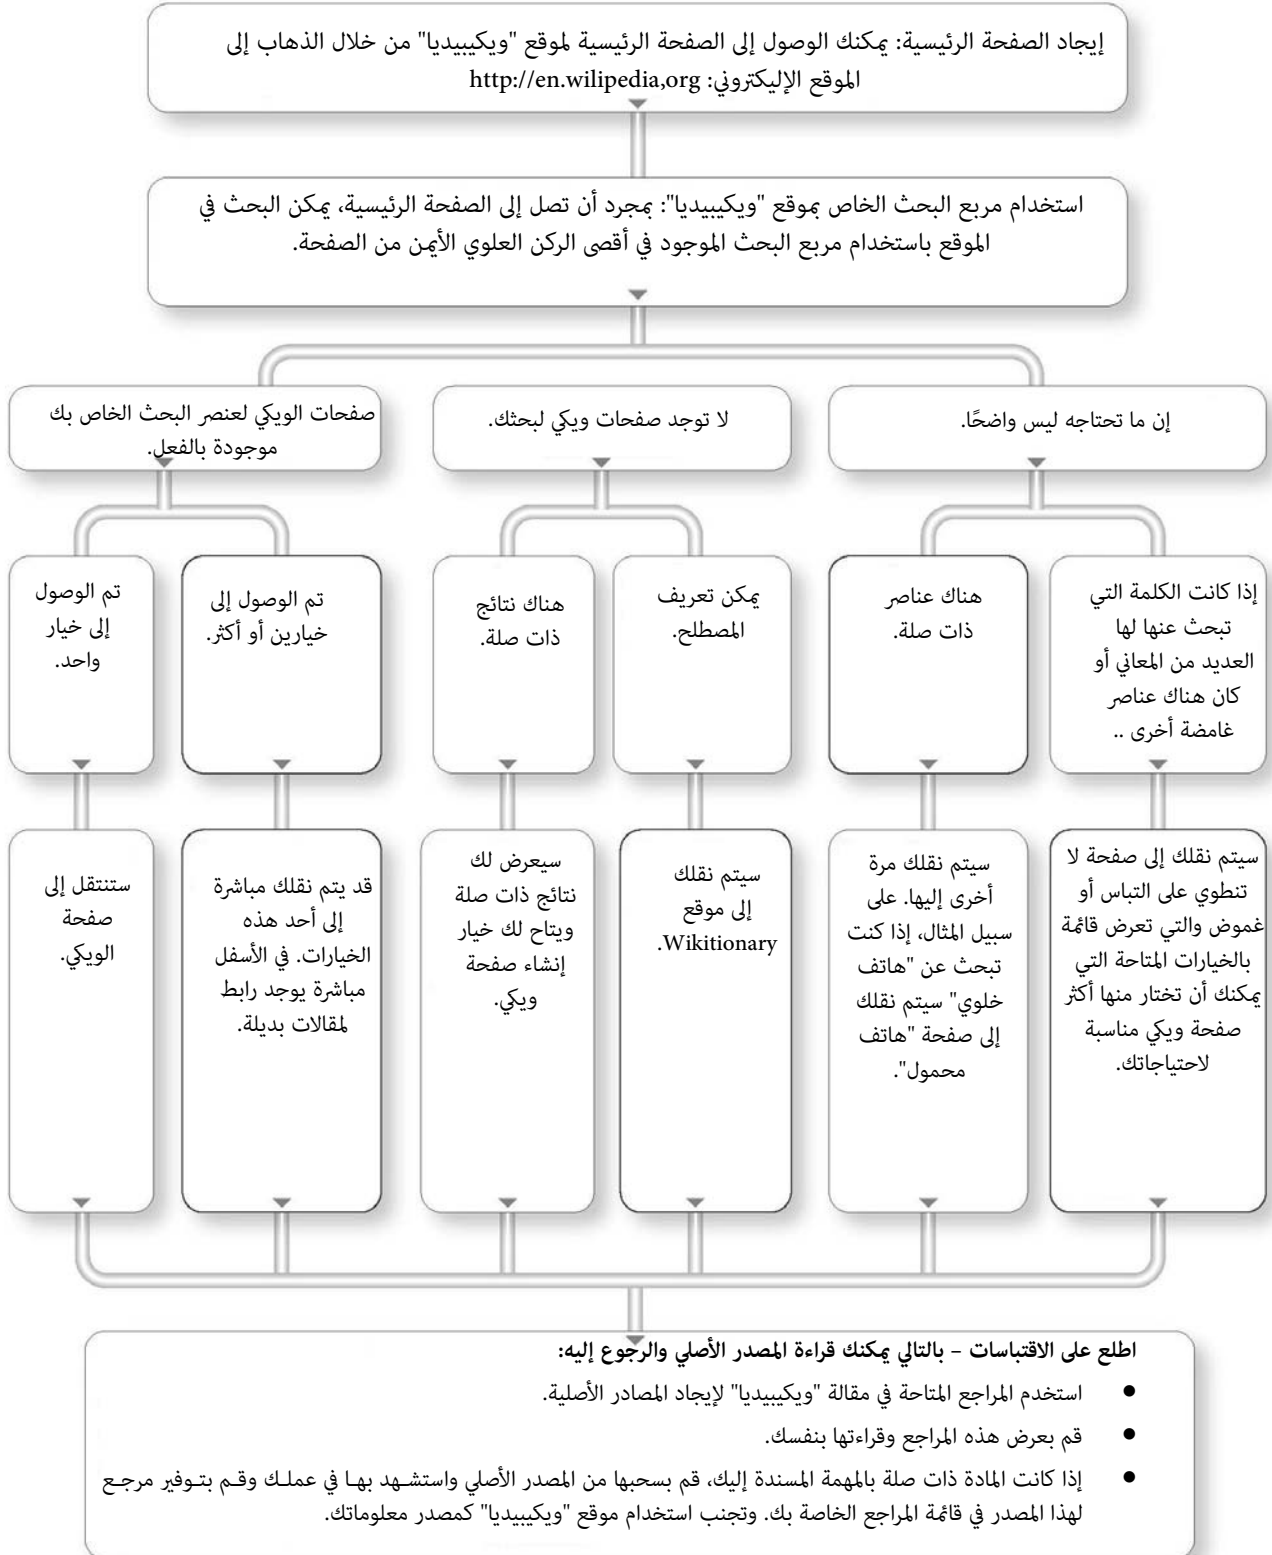 إيجاد الصفحة الرئيسية: يمكنك الوصول إلى الصفحة الرئيسية لموقع "ويكيبيديا" من خلال الذهاب إلى
الموقع الإليكتروني: http://en.wilipedia,org
استخدام مربع البحث الخاص بموقع "ويكيبيديا": بمجرد أن تصل إلى الصفحة الرئيسية، يمكن البحث في
الموقع باستخدام مربع البحث الموجود في أقصى الركن العلوي الأيمن من الصفحة.
إن ما تحتاجه ليس واضحًا.
لا توجد صفحات ويكي لبحثك.
صفحات الويكي لعنصر البحث الخاص بك
موجودة بالفعل.
إذا كانت الكلمة التي
تبحث عنها لها
العديد من المعاني أو
كان هناك عناصر
غامضة أخرى ..
هناك عناصر
ذات صلة.
يمكن تعريف
المصطلح.
هناك نتائج
ذات صلة.
تم الوصول إلى
خيارين أو أكثر.
تم الوصول
إلى خيار
واحد.
سيتم نقلك إلى صفحة لا
تنطوي على التباس أو
غموض والتي تعرض قائمة
بالخيارات المتاحة التي
يمكنك أن تختار منها أكثر
صفحة ويكي مناسبة
لاحتياجاتك.
سيتم نقلك مرة
أخرى إليها. على
سبيل المثال، إذا كنت
تبحث عن "هاتف
خلوي" سيتم نقلك
إلى صفحة "هاتف
محمول".
سيتم نقلك
إلى موقع
Wikitionary.
سيعرض لك
نتائج ذات صلة
ويتاح لك خيار
إنشاء صفحة
ويكي.
قد يتم نقلك مباشرة
إلى أحد هذه
الخيارات. في الأسفل
مباشرة يوجد رابط
لمقالات بديلة.
ستنتقل إلى
صفحة
الويكي.
اطلع على الاقتباسات – بالتالي يمكنك قراءة المصدر الأصلي والرجوع إليه:
● استخدم المراجع المتاحة في مقالة "ويكيبيديا" لإيجاد المصادر الأصلية.
● قم بعرض هذه المراجع وقراءتها بنفسك.
● إذا كانت المادة ذات صلة بالمهمة المسندة إليك، قم بسحبها من المصدر الأصلي واستشهد بها في عملك وقم بتوفير مرجع
لهذا المصدر في قائمة المراجع الخاصة بك. وتجنب استخدام موقع "ويكيبيديا" كمصدر معلوماتك.